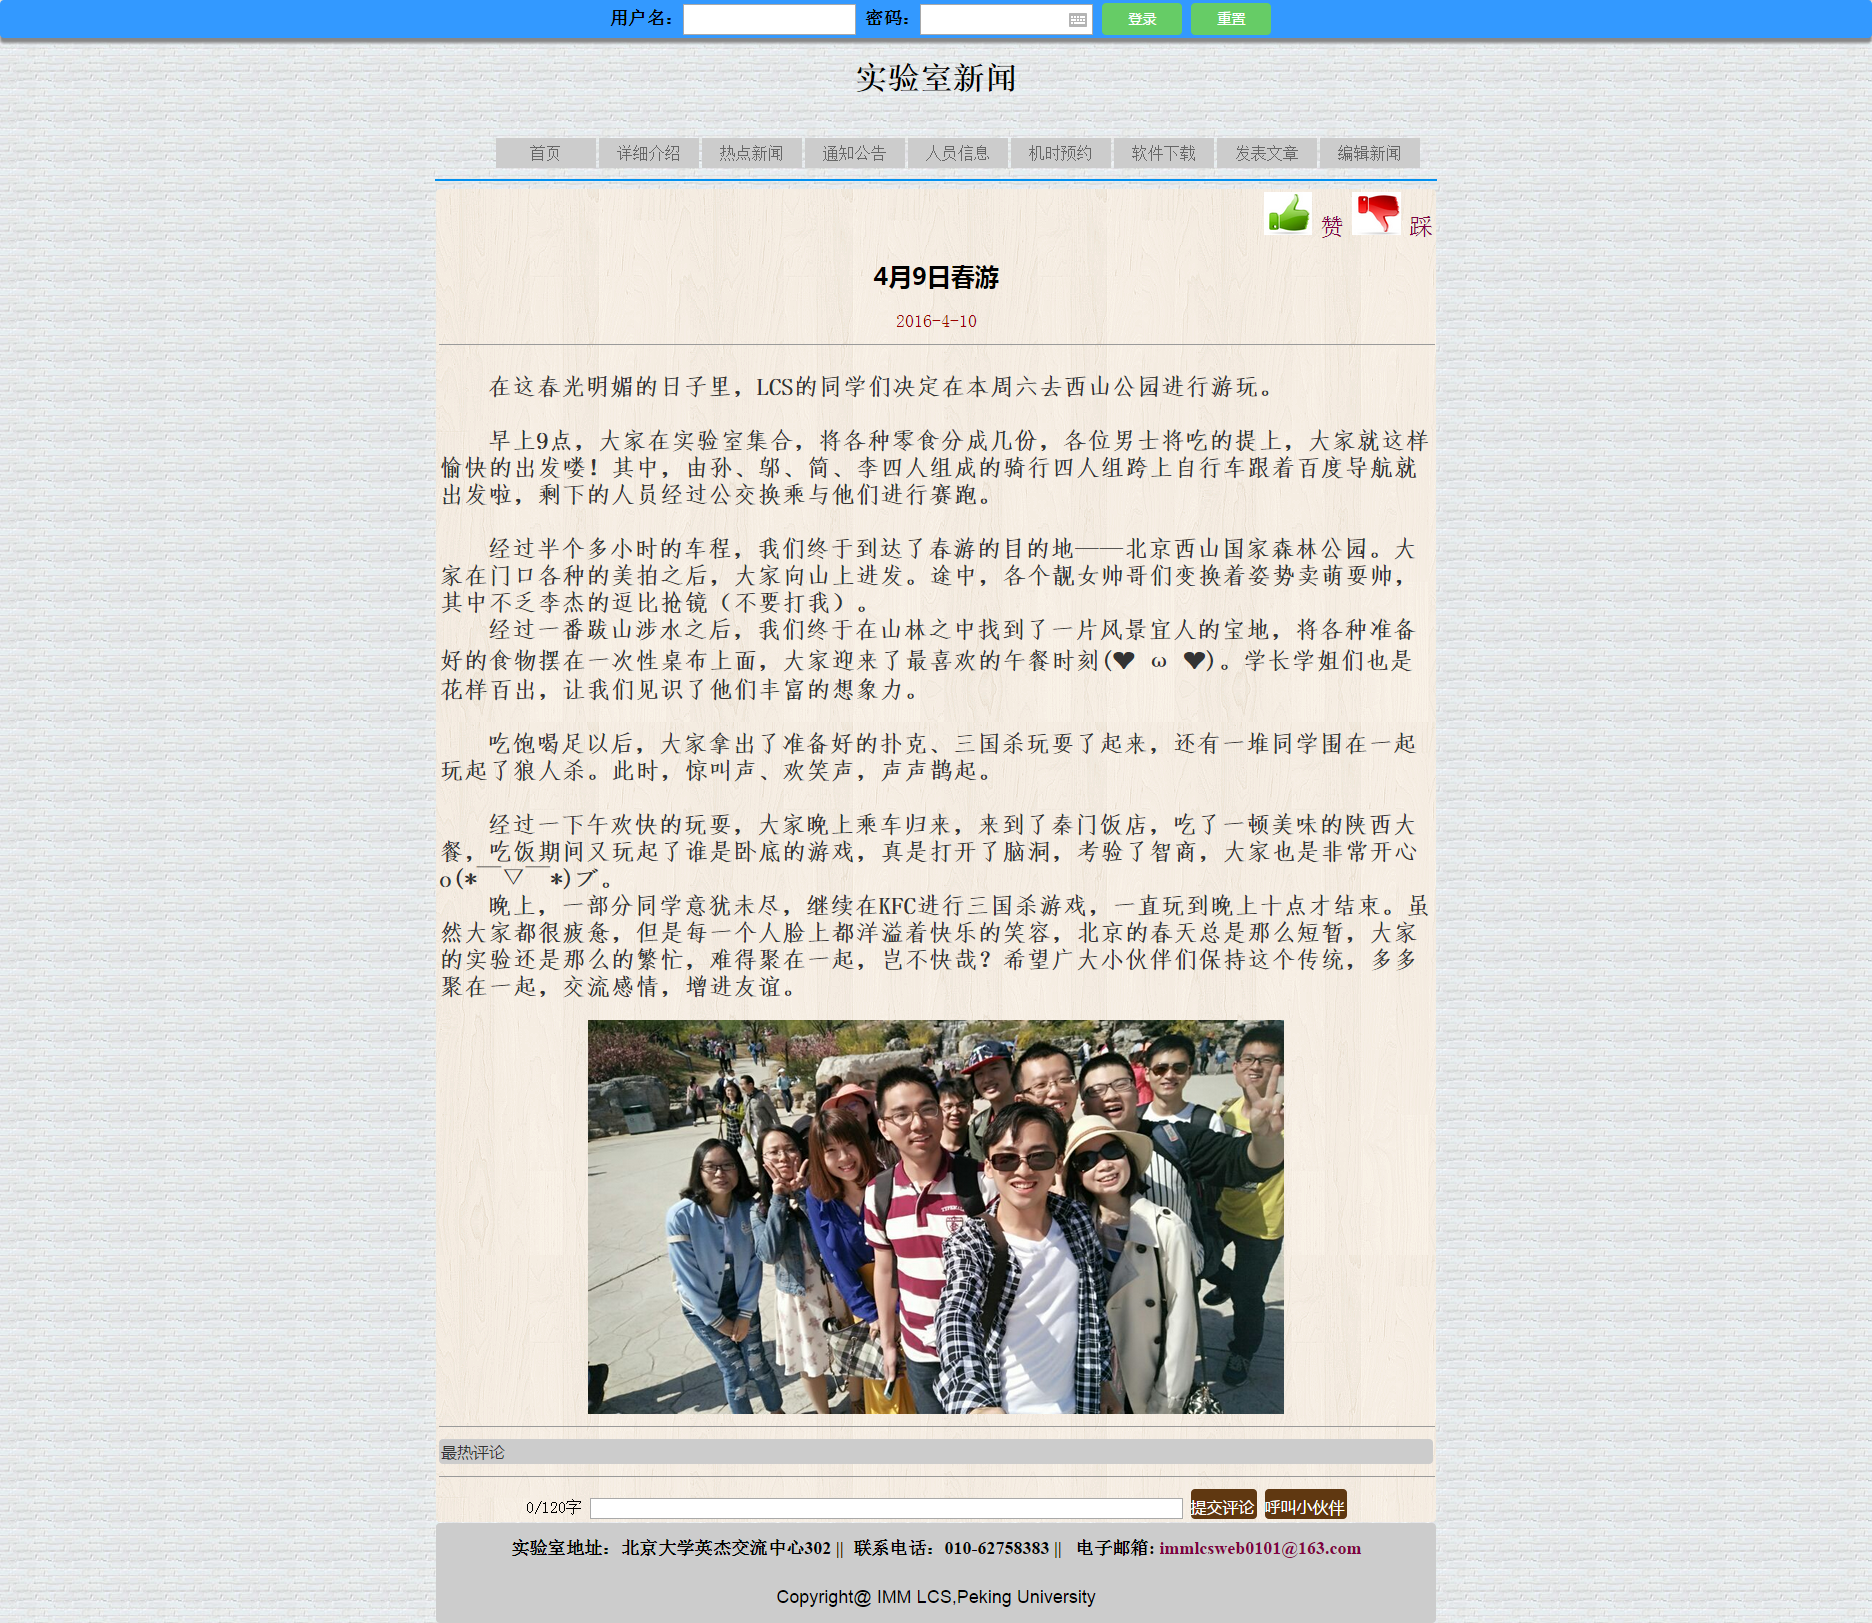 用户名： 密码： 登录 重置
实验室新闻
首页 详细介绍 热点新闻 通知公告 人员信息 机时预约 软件下载 发表文章 编辑新闻
赞 踩
4月9日春游
2016-4-10
在这春光明媚的日子里，LCS的同学们决定在本周六去西山公园进行游玩。
早上9点，大家在实验室集合，将各种零食分成几份，各位男士将吃的提上，大家就这样
愉快的出发喽！其中，由孙、邬、简、李四人组成的骑行四人组跨上自行车跟着百度导航就
出发啦，剩下的人员经过公交换乘与他们进行赛跑。
经过半个多小时的车程，我们终于到达了春游的目的地——北京西山国家森林公园。大
家在门口各种的美拍之后，大家向山上进发。途中，各个靓女帅哥们变换着姿势卖萌耍帅，
其中不乏李杰的逗比抢镜（不要打我）。
经过一番跋山涉水之后，我们终于在山林之中找到了一片风景宜人的宝地，将各种准备
好的食物摆在一次性桌布上面，大家迎来了最喜欢的午餐时刻(❤ ω ❤)。学长学姐们也是
花样百出，让我们见识了他们丰富的想象力。
吃饱喝足以后，大家拿出了准备好的扑克、三国杀玩耍了起来，还有一堆同学围在一起
玩起了狼人杀。此时，惊叫声、欢笑声，声声鹊起。
经过一下午欢快的玩耍，大家晚上乘车归来，来到了秦门饭店，吃了一顿美味的陕西大
餐，吃饭期间又玩起了谁是卧底的游戏，真是打开了脑洞，考验了智商，大家也是非常开心
o(*￣▽￣*)ブ。
晚上，一部分同学意犹未尽，继续在KFC进行三国杀游戏，一直玩到晚上十点才结束。虽
然大家都很疲惫，但是每一个人脸上都洋溢着快乐的笑容，北京的春天总是那么短暂，大家
的实验还是那么的繁忙，难得聚在一起，岂不快哉？希望广大小伙伴们保持这个传统，多多
聚在一起，交流感情，增进友谊。
最热评论
0/120字 提交评论 呼叫小伙伴
实验室地址：北京大学英杰交流中心302 || 联系电话：010-62758383 || 电子邮箱: immlcsweb0101@163.com
Copyright@ IMM LCS,Peking University